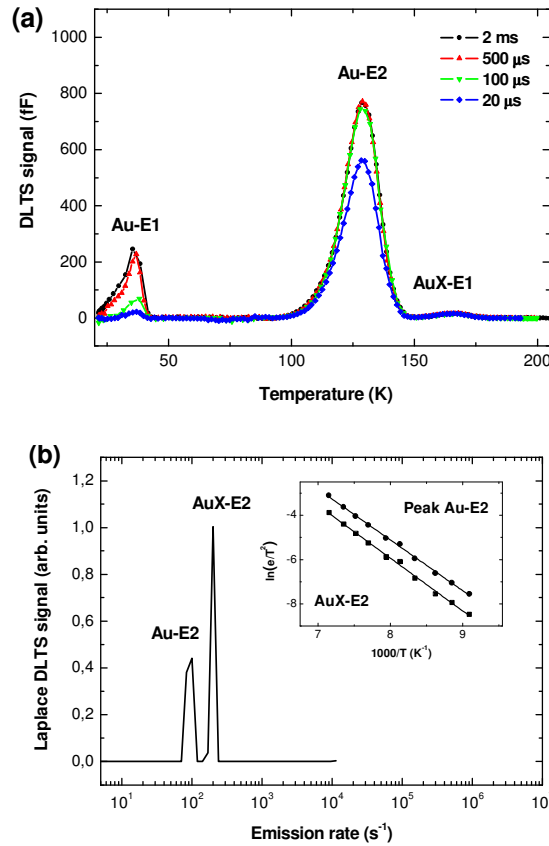 (a)
1000
800
600
400
200
0
DLTS signal (fF)
Au-E1
Au-E2
AuX-E1
2 ms
500 μs
100 μs
20 μs
50
100
150
200
Temperature (K)
(b)
1,2
1,0
0,8
0,6
0,4
0,2
0,0
Laplace DLTS signal (arb. units)
AuX-E2
Au-E2
-4
-6
-8
ln(e/T²)
Peak Au-E2
AuX-E2
7
8
9
1000/T (K⁻¹)
10¹
10²
10³
10⁴
10⁵
10⁶
10
Emission rate (s⁻¹)